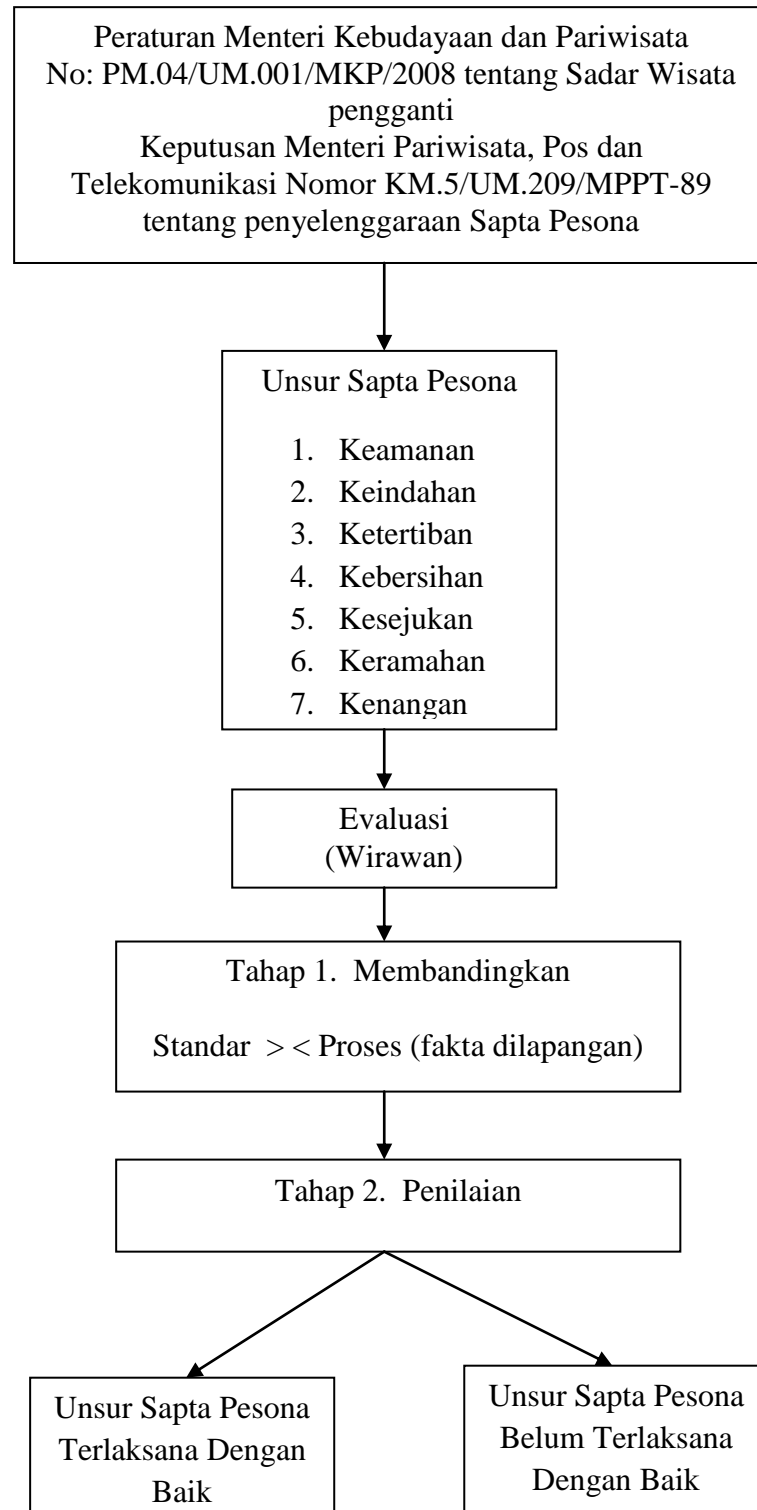 Peraturan Menteri Kebudayaan dan Pariwisata
No: PM.04/UM.001/MKP/2008 tentang Sadar Wisata
pengganti
Keputusan Menteri Pariwisata, Pos dan
Telekomunikasi Nomor KM.5/UM.209/MPPT-89
tentang penyelenggaraan Sapta Pesona
Unsur Sapta Pesona
1. Keamanan
2. Keindahan
3. Ketertiban
4. Kebersihan
5. Kesejukan
6. Keramahan
7. Kenangan
Evaluasi
(Wirawan)
Tahap 1. Membandingkan
Standar > < Proses (fakta dilapangan)
Tahap 2. Penilaian
Unsur Sapta Pesona
Terlaksana Dengan
Baik
Unsur Sapta Pesona
Belum Terlaksana
Dengan Baik